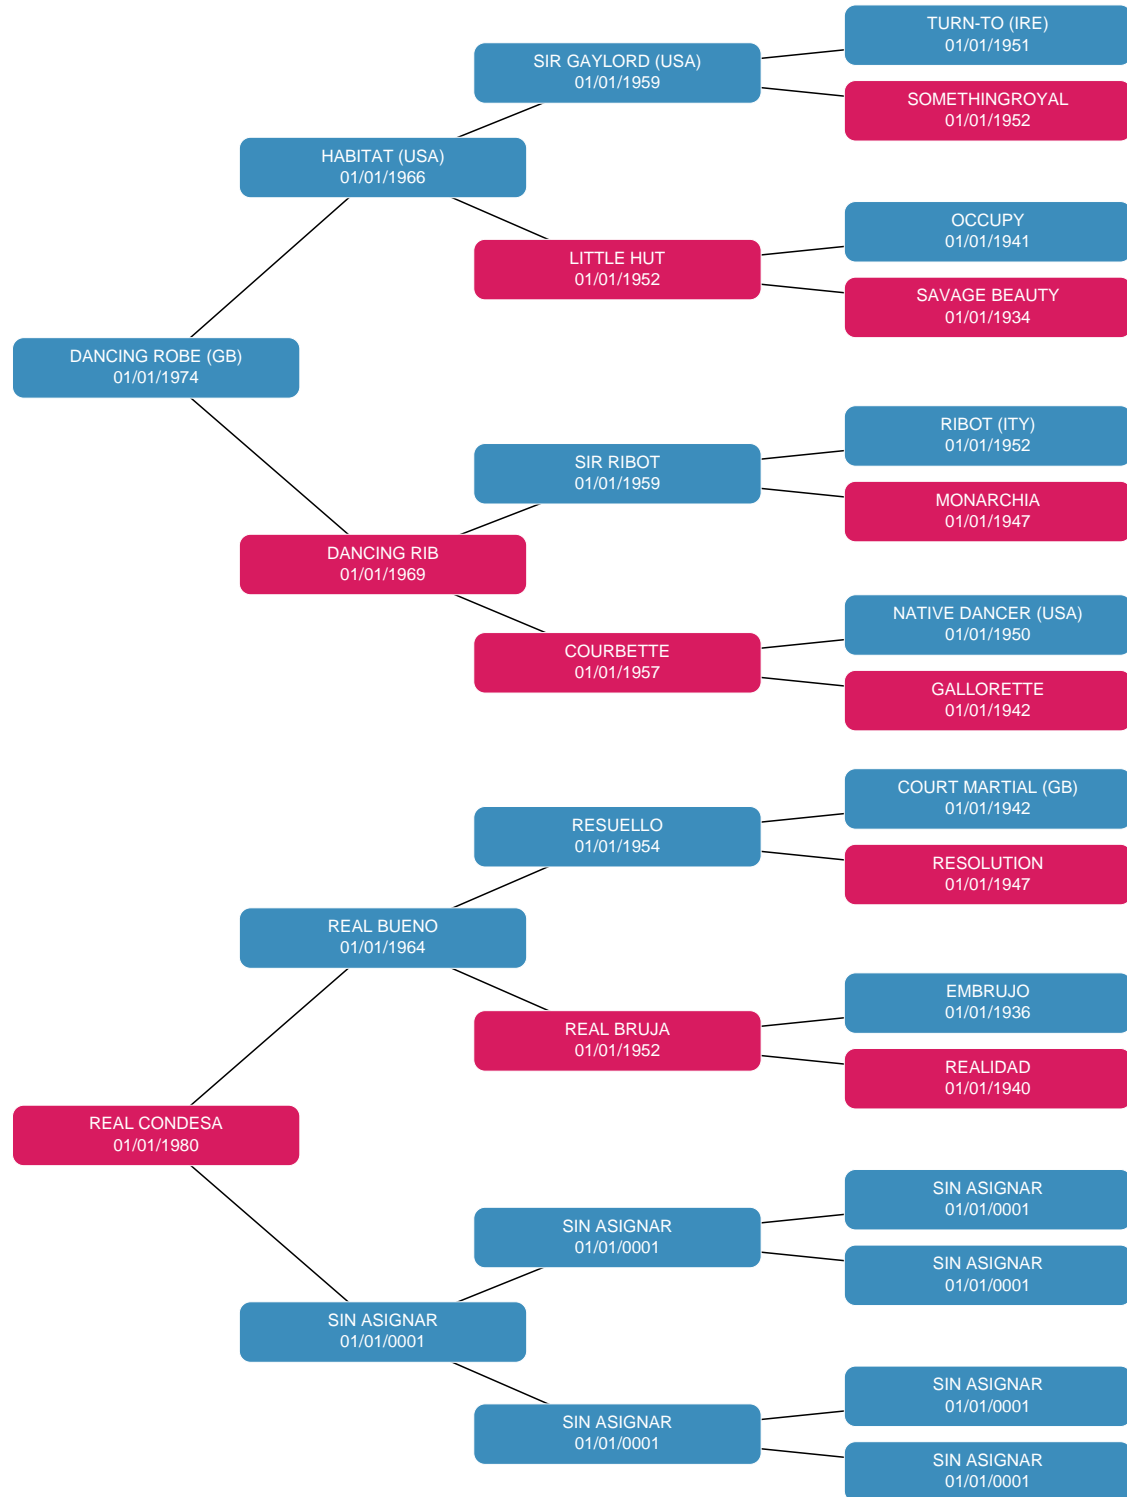 TURN-TO (IRE)
01/01/1951
SIR GAYLORD (USA)
01/01/1959
SOMETHINGROYAL
01/01/1952
HABITAT (USA)
01/01/1966
OCCUPY
01/01/1941
LITTLE HUT
01/01/1952
SAVAGE BEAUTY
01/01/1934
DANCING ROBE (GB)
01/01/1974
RIBOT (ITY)
01/01/1952
SIR RIBOT
01/01/1959
MONARCHIA
01/01/1947
DANCING RIB
01/01/1969
NATIVE DANCER (USA)
01/01/1950
COURBETTE
01/01/1957
GALLORETTE
01/01/1942
COURT MARTIAL (GB)
01/01/1942
RESUELLO
01/01/1954
RESOLUTION
01/01/1947
REAL BUENO
01/01/1964
EMBRUJO
01/01/1936
REAL BRUJA
01/01/1952
REALIDAD
01/01/1940
REAL CONDESA
01/01/1980
SIN ASIGNAR
01/01/0001
SIN ASIGNAR
01/01/0001
SIN ASIGNAR
01/01/0001
SIN ASIGNAR
01/01/0001
SIN ASIGNAR
01/01/0001
SIN ASIGNAR
01/01/0001
SIN ASIGNAR
01/01/0001